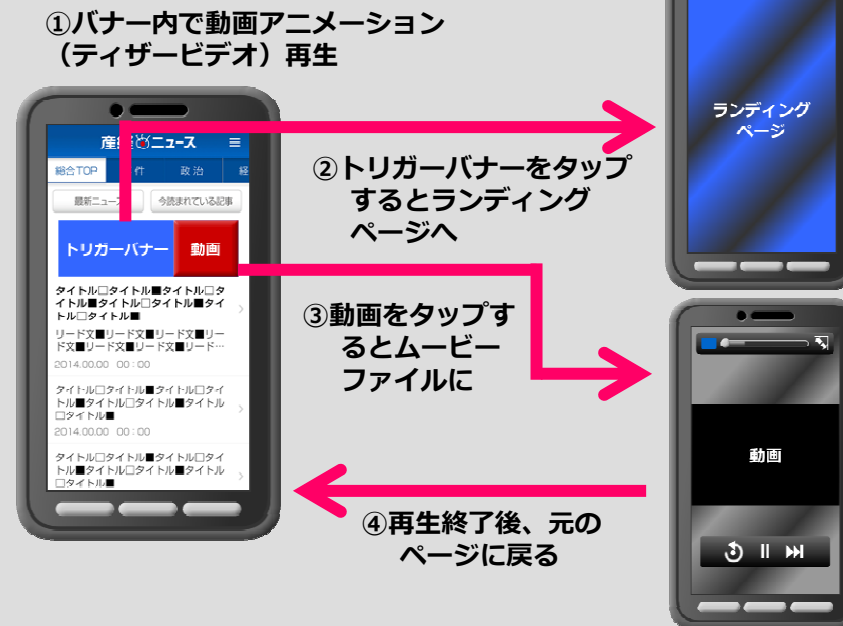 ①バナー内で動画アニメーション
（ティザービデオ）再生
産経ニュース
総合TOP 件 政治 経
最新ニュース 今読まれている記事
トリガーバナー 動画
タイトル□タイトル■タイトル□タ
イトル■タイトル□タイトル■タイ
トル□タイトル■
リード文■リード文■リード文■リー
ド文■リード文■リード文■リード…
2014.00.00 00：00
タイトル□タイトル■タイトル□タイ
トル■タイトル□タイトル■タイトル
□タイトル■
2014.00.00 00：00
タイトル□タイトル■タイトル□タイ
トル■タイトル□タイトル■タイトル
□タイトル■
②トリガーバナーをタップ
するとランディング
ページへ
ランディング
ページ
③動画をタップす
るとムービー
ファイルに
動画
④再生終了後、元の
ページに戻る